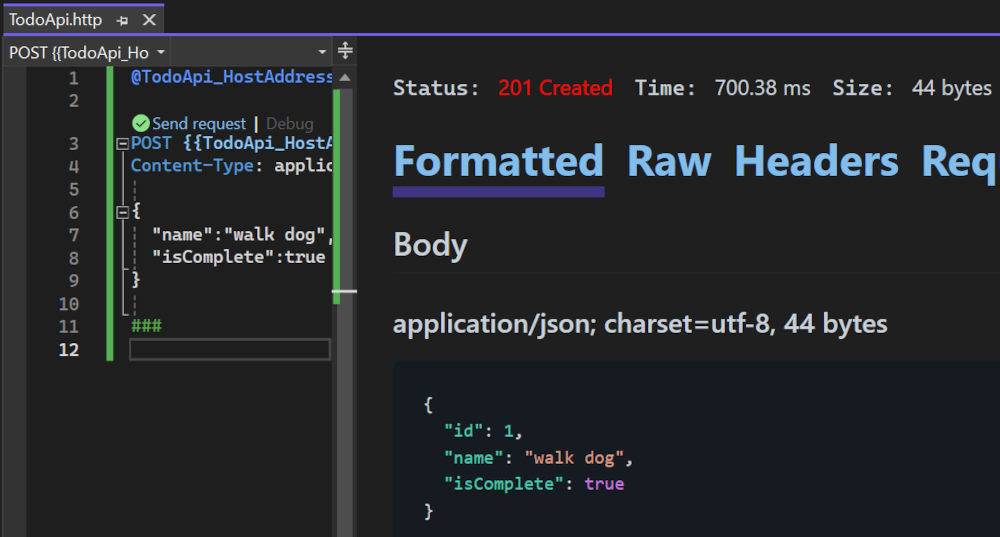 TodoApi.http
POST {{TodoApi_Ho
1 @TodoApi_HostAddress
2
Send request | Debug
3 POST {{TodoApi_HostA
4 Content-Type: applic
5
6 {
7 "name":"walk dog",
8 "isComplete":true
9 }
10
11 ###
12
Status: 201 Created Time: 700.38 ms Size: 44 bytes
Formatted Raw Headers Req
Body
application/json; charset=utf-8, 44 bytes
{
"id": 1,
"name": "walk dog",
"isComplete": true
}